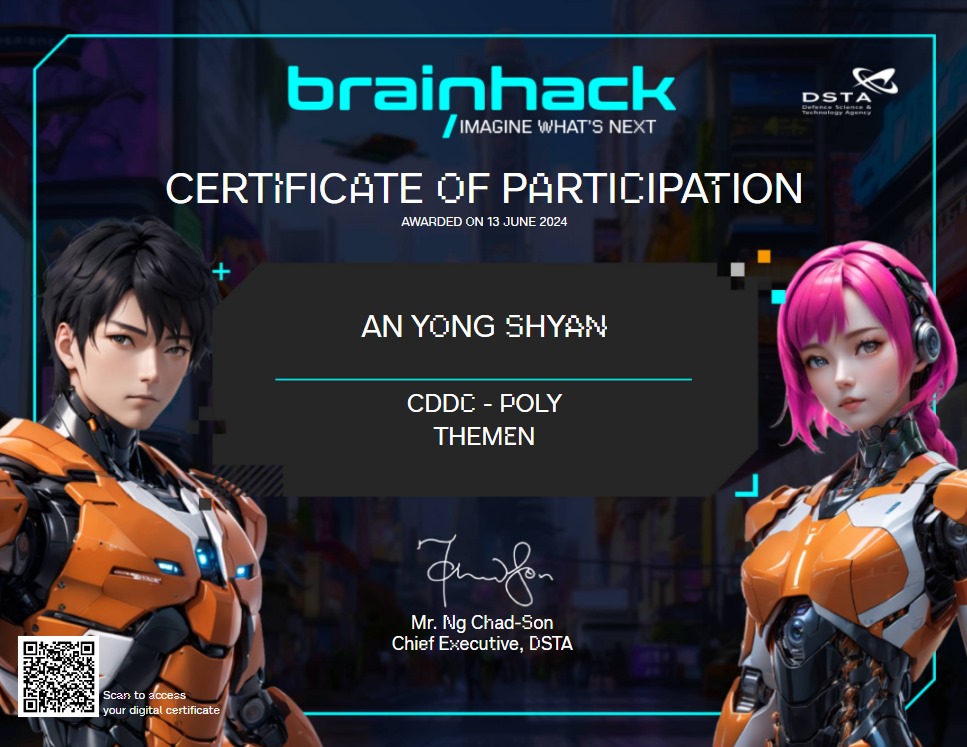 brainhack
/IMAGINE WHAT'S NEXT
DSTA
Defence Science &
Technology Agency
CERTIFICATE OF PARTICIPATION
AWARDED ON 13 JUNE 2024
AN YONG SHYAN
CDDC - POLY
THEMEN
Mr. Ng Chad-Son
Chief Executive, DSTA
Scan to access
your digital certificate